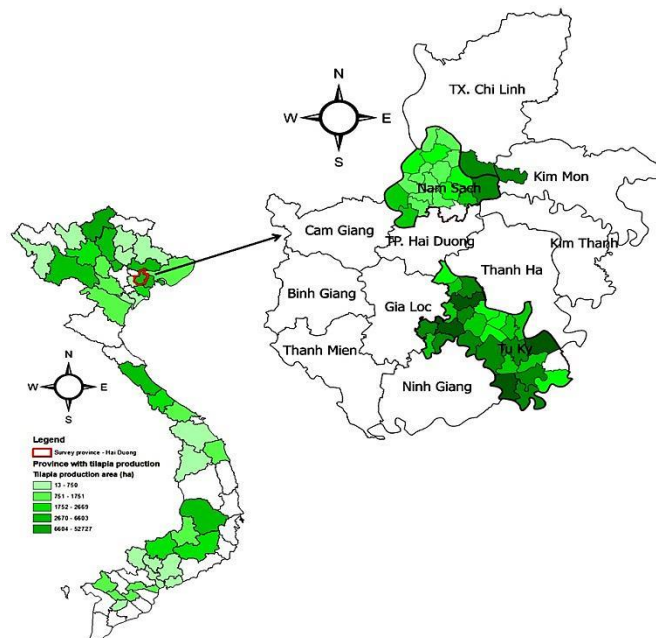 N
W E
S
TX. Chi Linh
Nam Sach
Kim Mon
Cam Giang
TP. Hai Duong
Kim Thanh
Binh Giang
Gia Loc
Thanh Ha
Thanh Mien
Tu Ky
Ninh Giang
N
W E
S
Legend
Survey province - Hai Duong
Province with tilapia production
Tilapia production area (ha)
13 - 750
751 - 1751
1752 - 2669
2670 - 6603
6604 - 52727